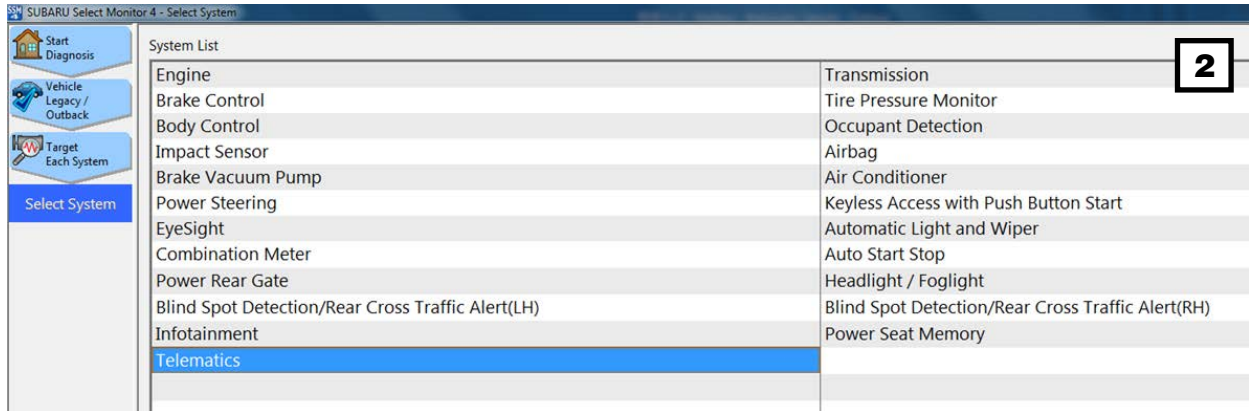 SUBARU Select Monitor 4 - Select System
Start
Diagnosis
Vehicle
Legacy /
Outback
Target
Each System
Select System
System List
2
Engine
Transmission
Brake Control
Tire Pressure Monitor
Body Control
Occupant Detection
Impact Sensor
Airbag
Brake Vacuum Pump
Air Conditioner
Power Steering
Keyless Access with Push Button Start
EyeSight
Automatic Light and Wiper
Combination Meter
Auto Start Stop
Power Rear Gate
Headlight / Foglight
Blind Spot Detection/Rear Cross Traffic Alert(LH)
Blind Spot Detection/Rear Cross Traffic Alert(RH)
Infotainment
Power Seat Memory
Telematics